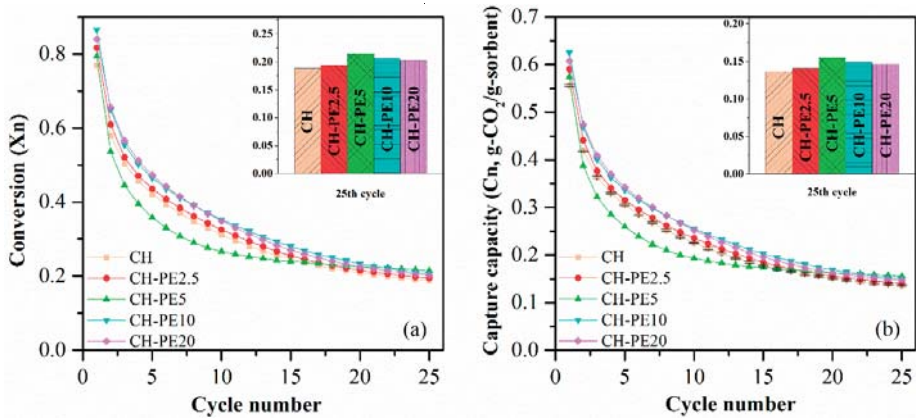 Conversion (Xn)
0.8
0.6
0.4
0.2
0.0
0 5 10 15 20 25
Cycle number
CH
CH-PE2.5
CH-PE5
CH-PE10
CH-PE20
(a)
0.25
0.20
0.15
0.10
0.05
0.00
CH
CH-PE2.5
CH-PE5
CH-PE10
CH-PE20
25th cycle
Capture capacity (Cn, g-CO₂/g-sorbent)
0.7
0.6
0.5
0.4
0.3
0.2
0.1
0.0
0 5 10 15 20 25
Cycle number
CH
CH-PE2.5
CH-PE5
CH-PE10
CH-PE20
(b)
0.20
0.15
0.10
0.05
0.00
CH
CH-PE2.5
CH-PE5
CH-PE10
CH-PE20
25th cycle